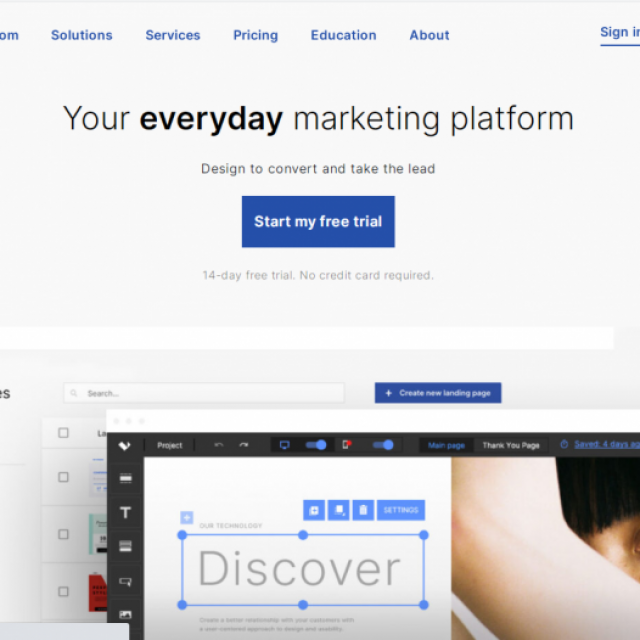 om Solutions Services Pricing Education About Sign in
Your everyday marketing platform
Design to convert and take the lead
Start my free trial
14-day free trial. No credit card required.
es
Search...
+ Create new landing page
La
Project
Main page
Thank You Page
Saved: 4 days ag
SETTINGS
OUR TECHNOLOGY
Discover
Create a better relationship with your customers with
a user-centered approach to design and usability.